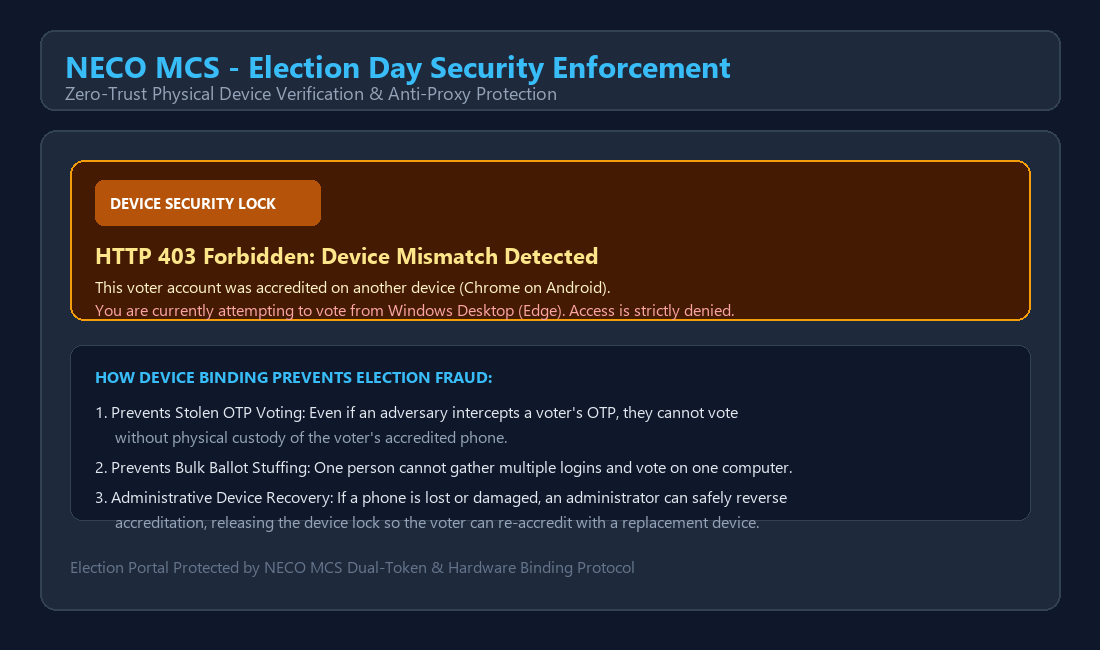 NECO MCS - Election Day Security Enforcement
Zero-Trust Physical Device Verification & Anti-Proxy Protection
DEVICE SECURITY LOCK
HTTP 403 Forbidden: Device Mismatch Detected
This voter account was accredited on another device (Chrome on Android).
You are currently attempting to vote from Windows Desktop (Edge). Access is strictly denied.
HOW DEVICE BINDING PREVENTS ELECTION FRAUD:
1. Prevents Stolen OTP Voting: Even if an adversary intercepts a voter's OTP, they cannot vote
without physical custody of the voter's accredited phone.
2. Prevents Bulk Ballot Stuffing: One person cannot gather multiple logins and vote on one computer.
3. Administrative Device Recovery: If a phone is lost or damaged, an administrator can safely reverse
accreditation, releasing the device lock so the voter can re-accredit with a replacement device.
Election Portal Protected by NECO MCS Dual-Token & Hardware Binding Protocol